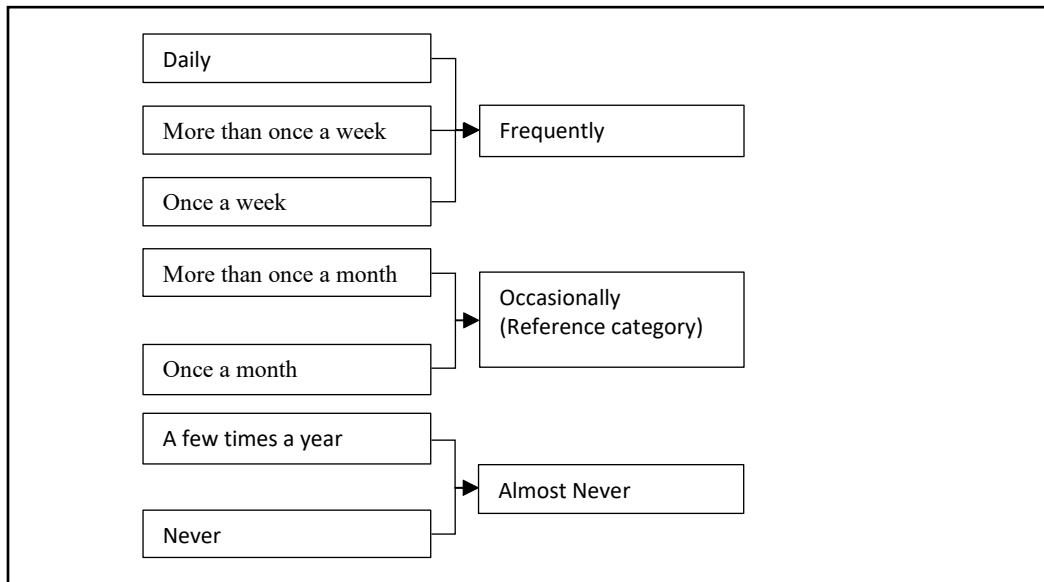 Daily
More than once a week
Frequently
Once a week
More than once a month
Occasionally
(Reference category)
Once a month
A few times a year
Almost Never
Never